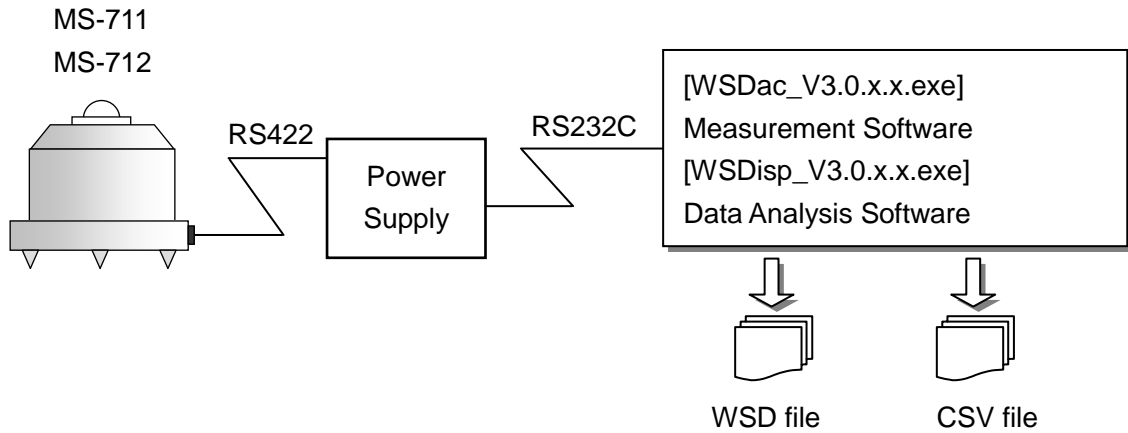 MS-711
MS-712
RS422
Power
Supply
RS232C
[WSDac_V3.0.x.x.exe]
Measurement Software
[WSDisp_V3.0.x.x.exe]
Data Analysis Software
WSD file
CSV file